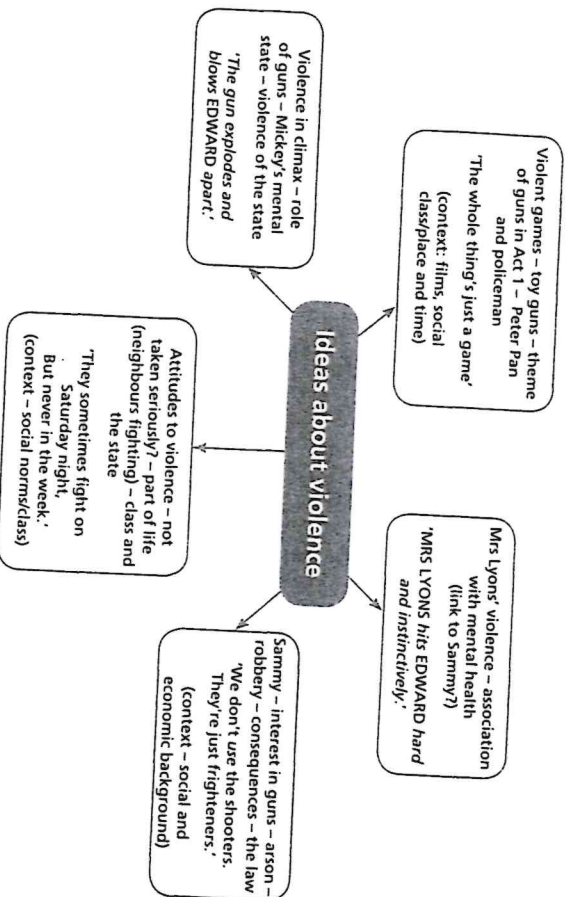 Ideas about violence
Violent games – toy guns – theme
of guns in Act 1 – Peter Pan
and policeman
'The whole thing's just a game'
(context: films, social
class/place and time)
Mrs Lyons' violence – association
with mental health
(link to Sammy?)
'MRS LYONS hits EDWARD hard
and instinctively.'
Sammy – interest in guns – arson –
robbery – consequences – the law
'We don't use the shooters.
They're just frighteners.'
(context – social and
economic background)
Attitudes to violence – not
taken seriously? – part of life
(neighbours fighting) – class and
the state
'They sometimes fight on
Saturday night,
But never in the week.'
(context – social norms/class)
Violence in climax – role
of guns – Mickey's mental
state – violence of the state
'The gun explodes and
blows EDWARD apart.'